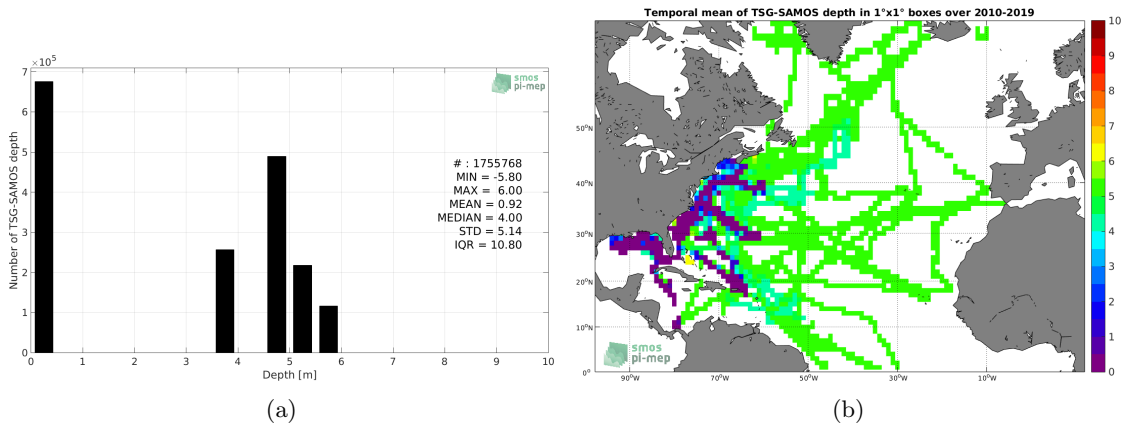 ×10⁵
7
6
5
4
3
2
1
0
Number of TSG-SAMOS depth
smos
pi-mep
# : 1755768
MIN = -5.80
MAX = 6.00
MEAN = 0.92
MEDIAN = 4.00
STD = 5.14
IQR = 10.80
0 1 2 3 4 5 6 7 8 9 10
Depth [m]
(a)
Temporal mean of TSG-SAMOS depth in 1°x1° boxes over 2010-2019
50°N
40°N
30°N
20°N
10°N
0°
90°W 70°W 50°W 30°W 10°W
smos
pi-mep
10
9
8
7
6
5
4
3
2
1
0
(b)